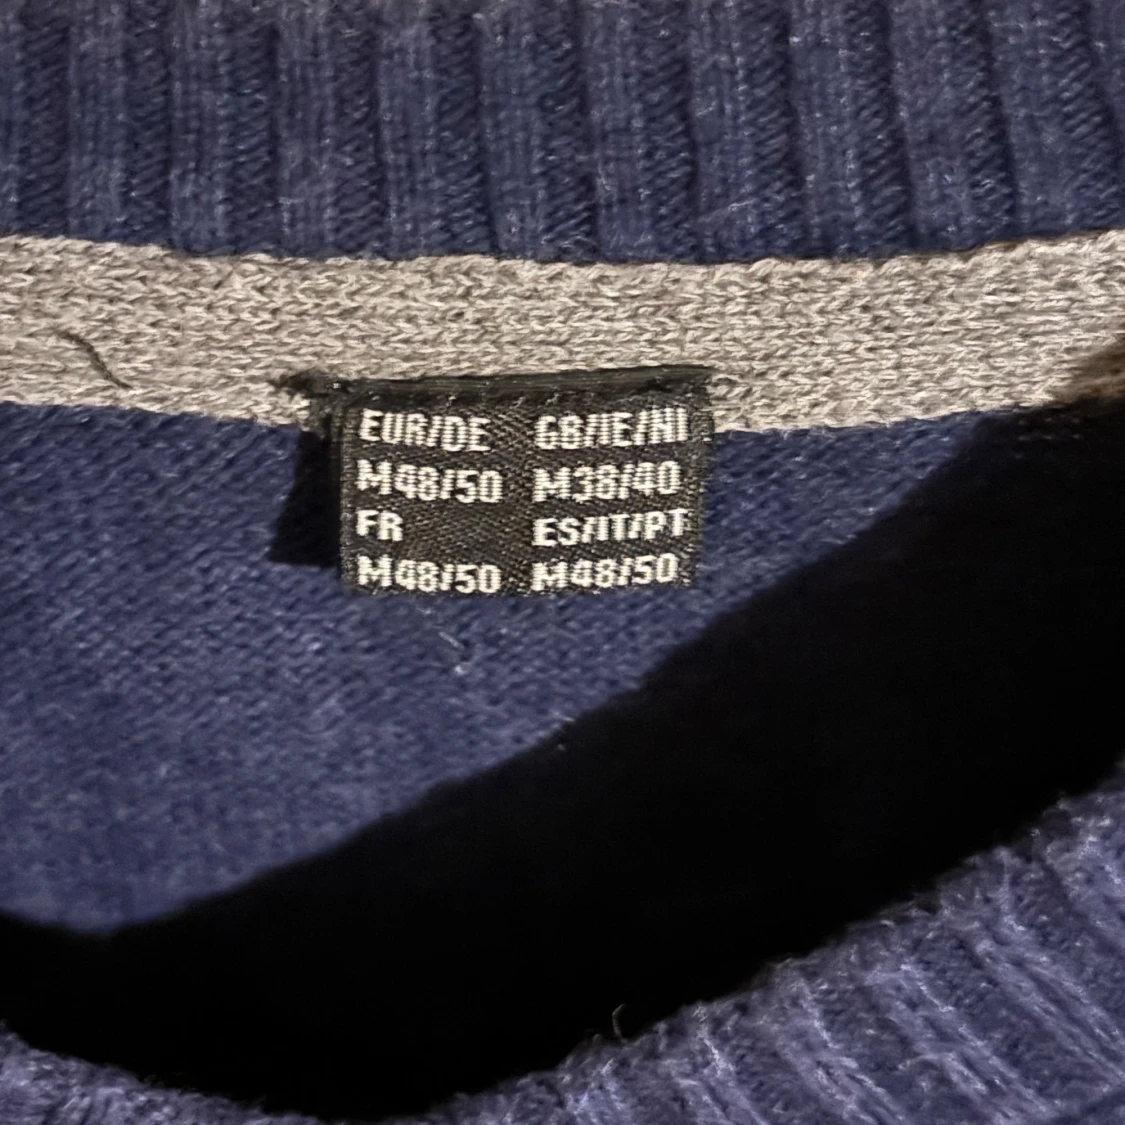 EUR/DE GB/IE/NI
M48/50 M38/40
FR ES/IT/PT
M48/50 M48/50